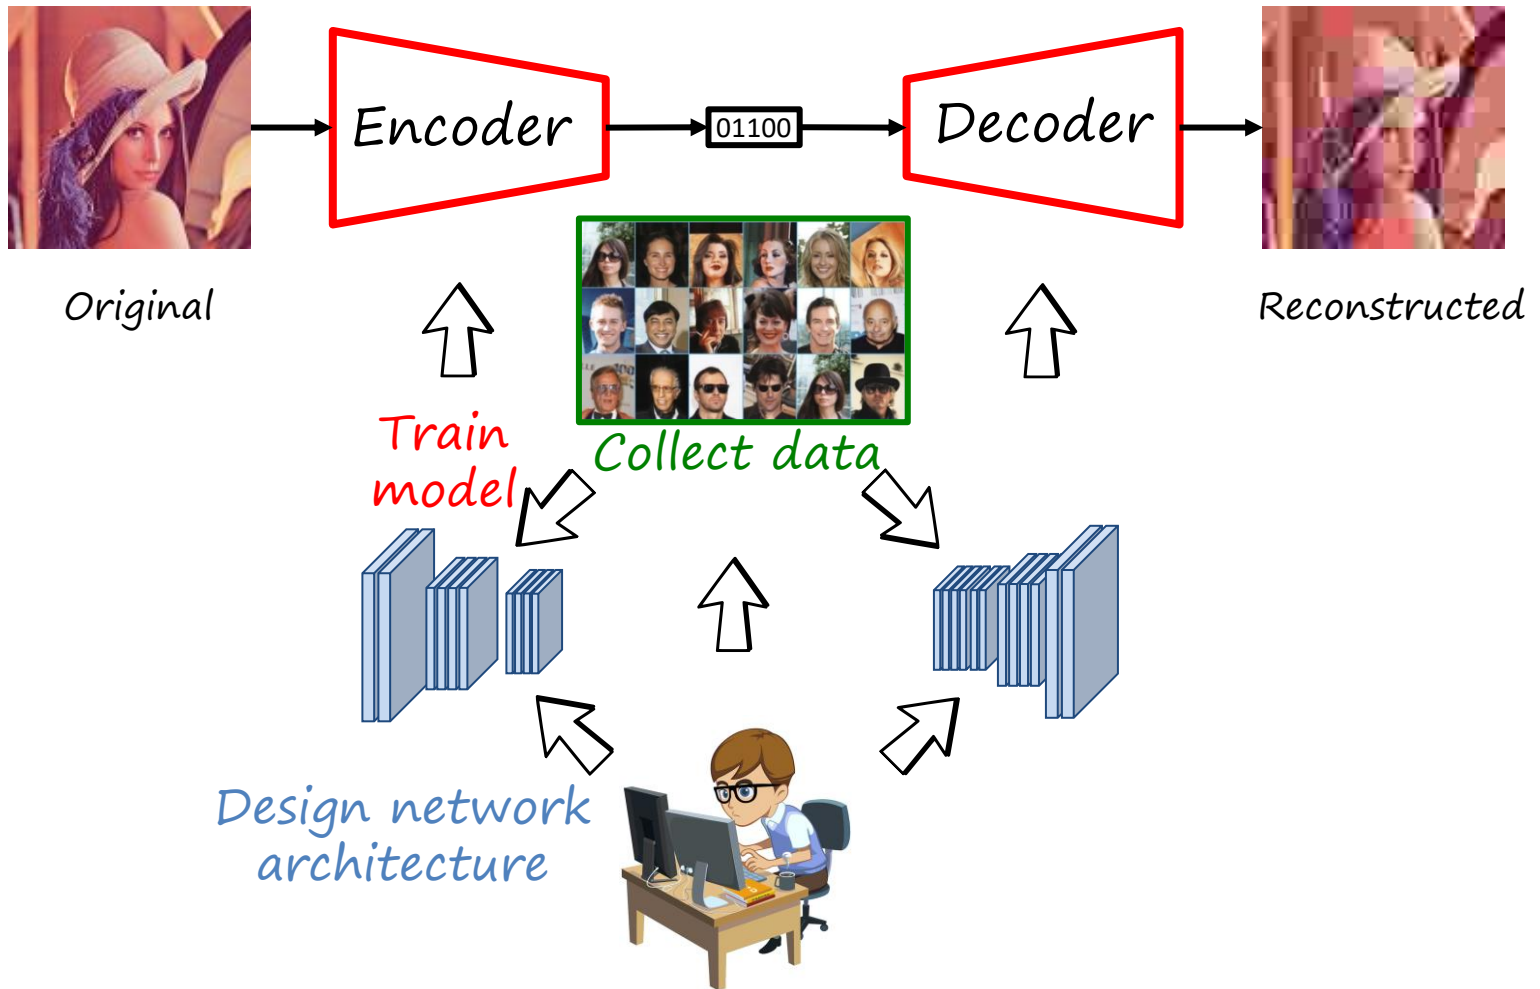 Encoder
01100
Decoder
Original
Reconstructed
Train
model
Collect data
Design network
architecture